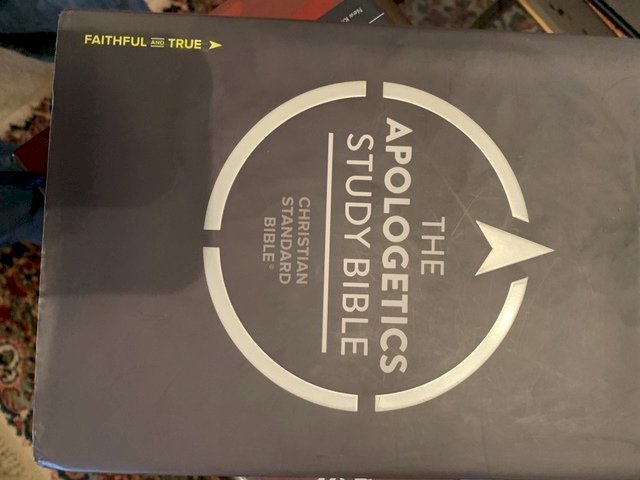 FAITHFUL AND TRUE
THE
APOLOGETICS
STUDY BIBLE
CHRISTIAN
STANDARD
BIBLE®